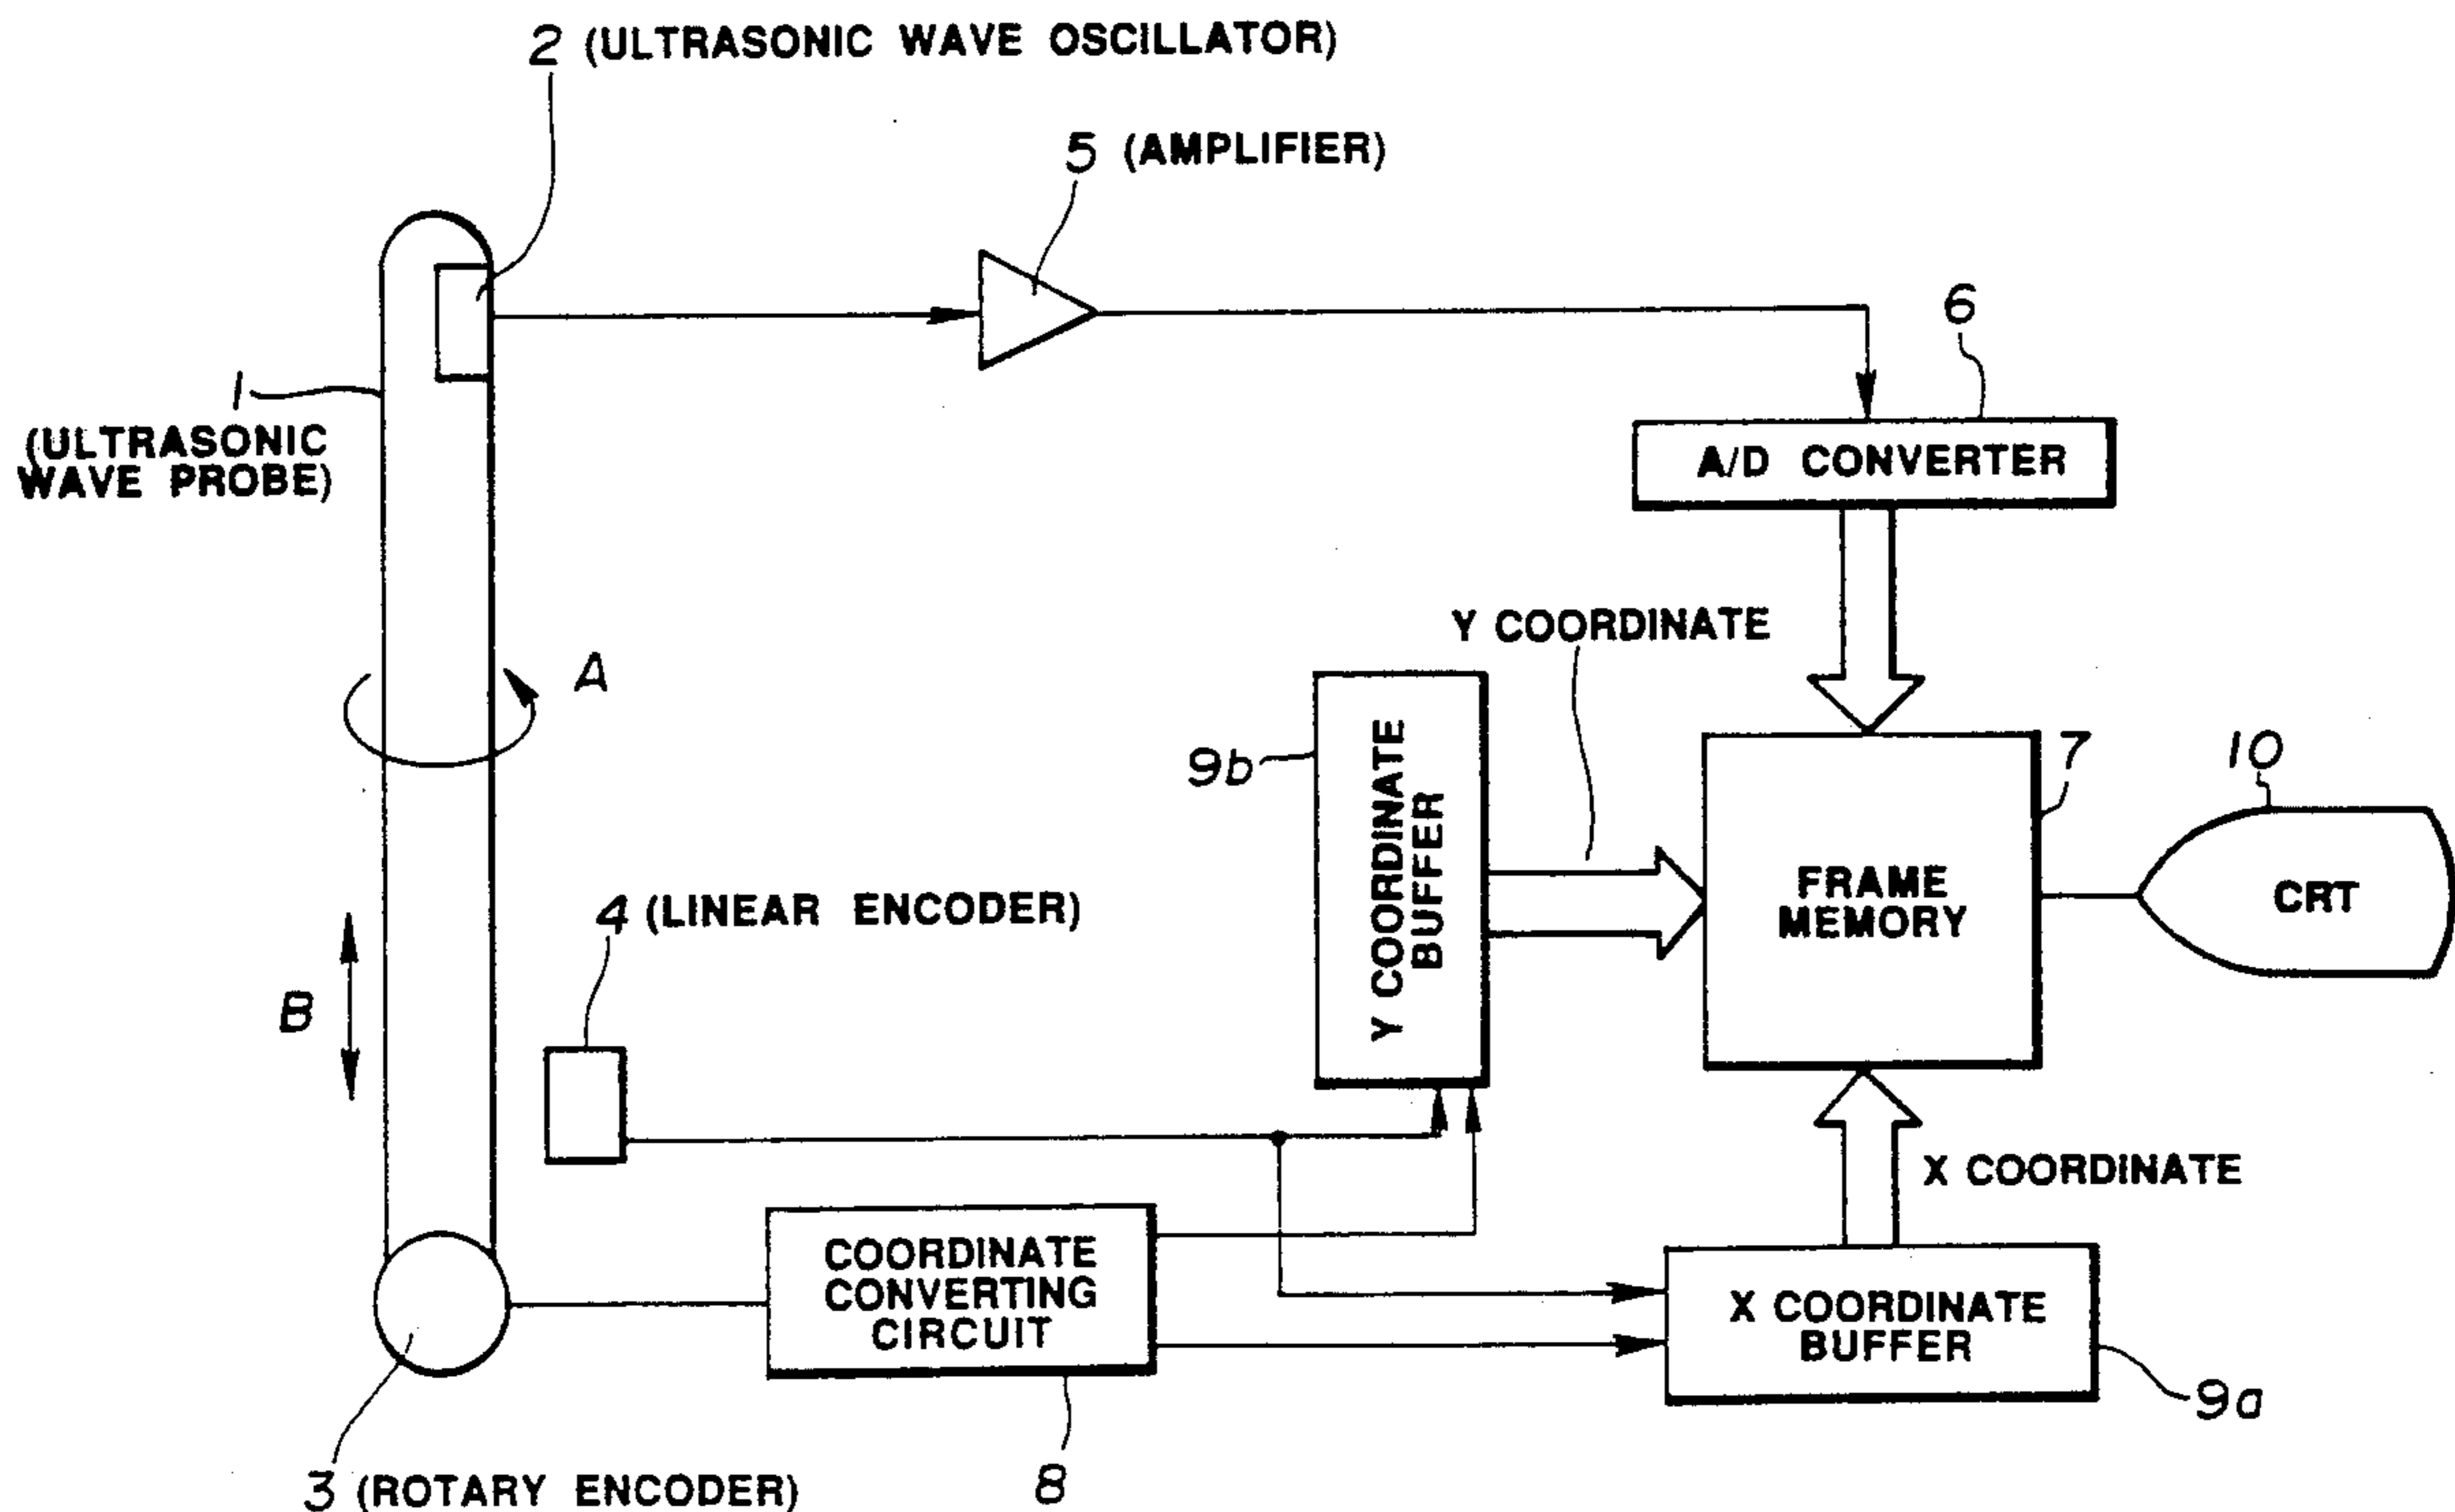 2 (ULTRASONIC WAVE OSCILLATOR)
5 (AMPLIFIER)
6
1
(ULTRASONIC
WAVE PROBE)
A/D CONVERTER
Y COORDINATE
A
9b
Y COORDINATE
BUFFER
7
10
FRAME
MEMORY
CRT
4 (LINEAR ENCODER)
B
X COORDINATE
COORDINATE
CONVERTING
CIRCUIT
X COORDINATE
BUFFER
9a
3 (ROTARY ENCODER)
8